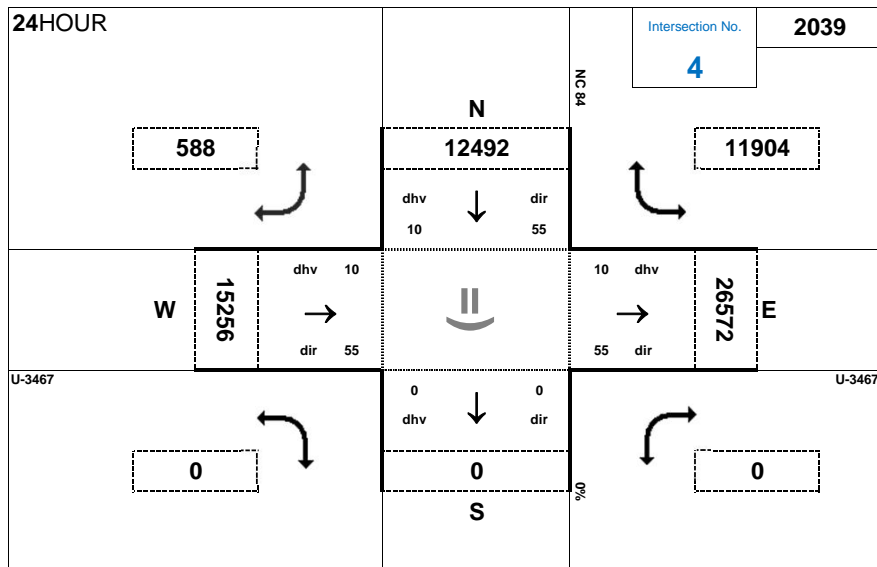 24HOUR
Intersection No.
2039
4
NC 84
N
588
12492
11904
dhv
dir
10
55
dhv 10
10 dhv
W
15256
26572
E
dir 55
55 dir
U-3467
U-3467
0
0
dhv
dir
0
0
0
0%
S